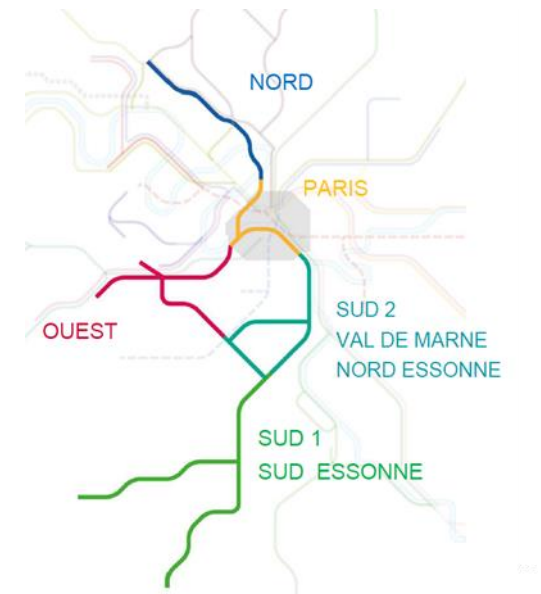 NORD
PARIS
OUEST
SUD 2
VAL DE MARNE
NORD ESSONNE
SUD 1
SUD ESSONNE